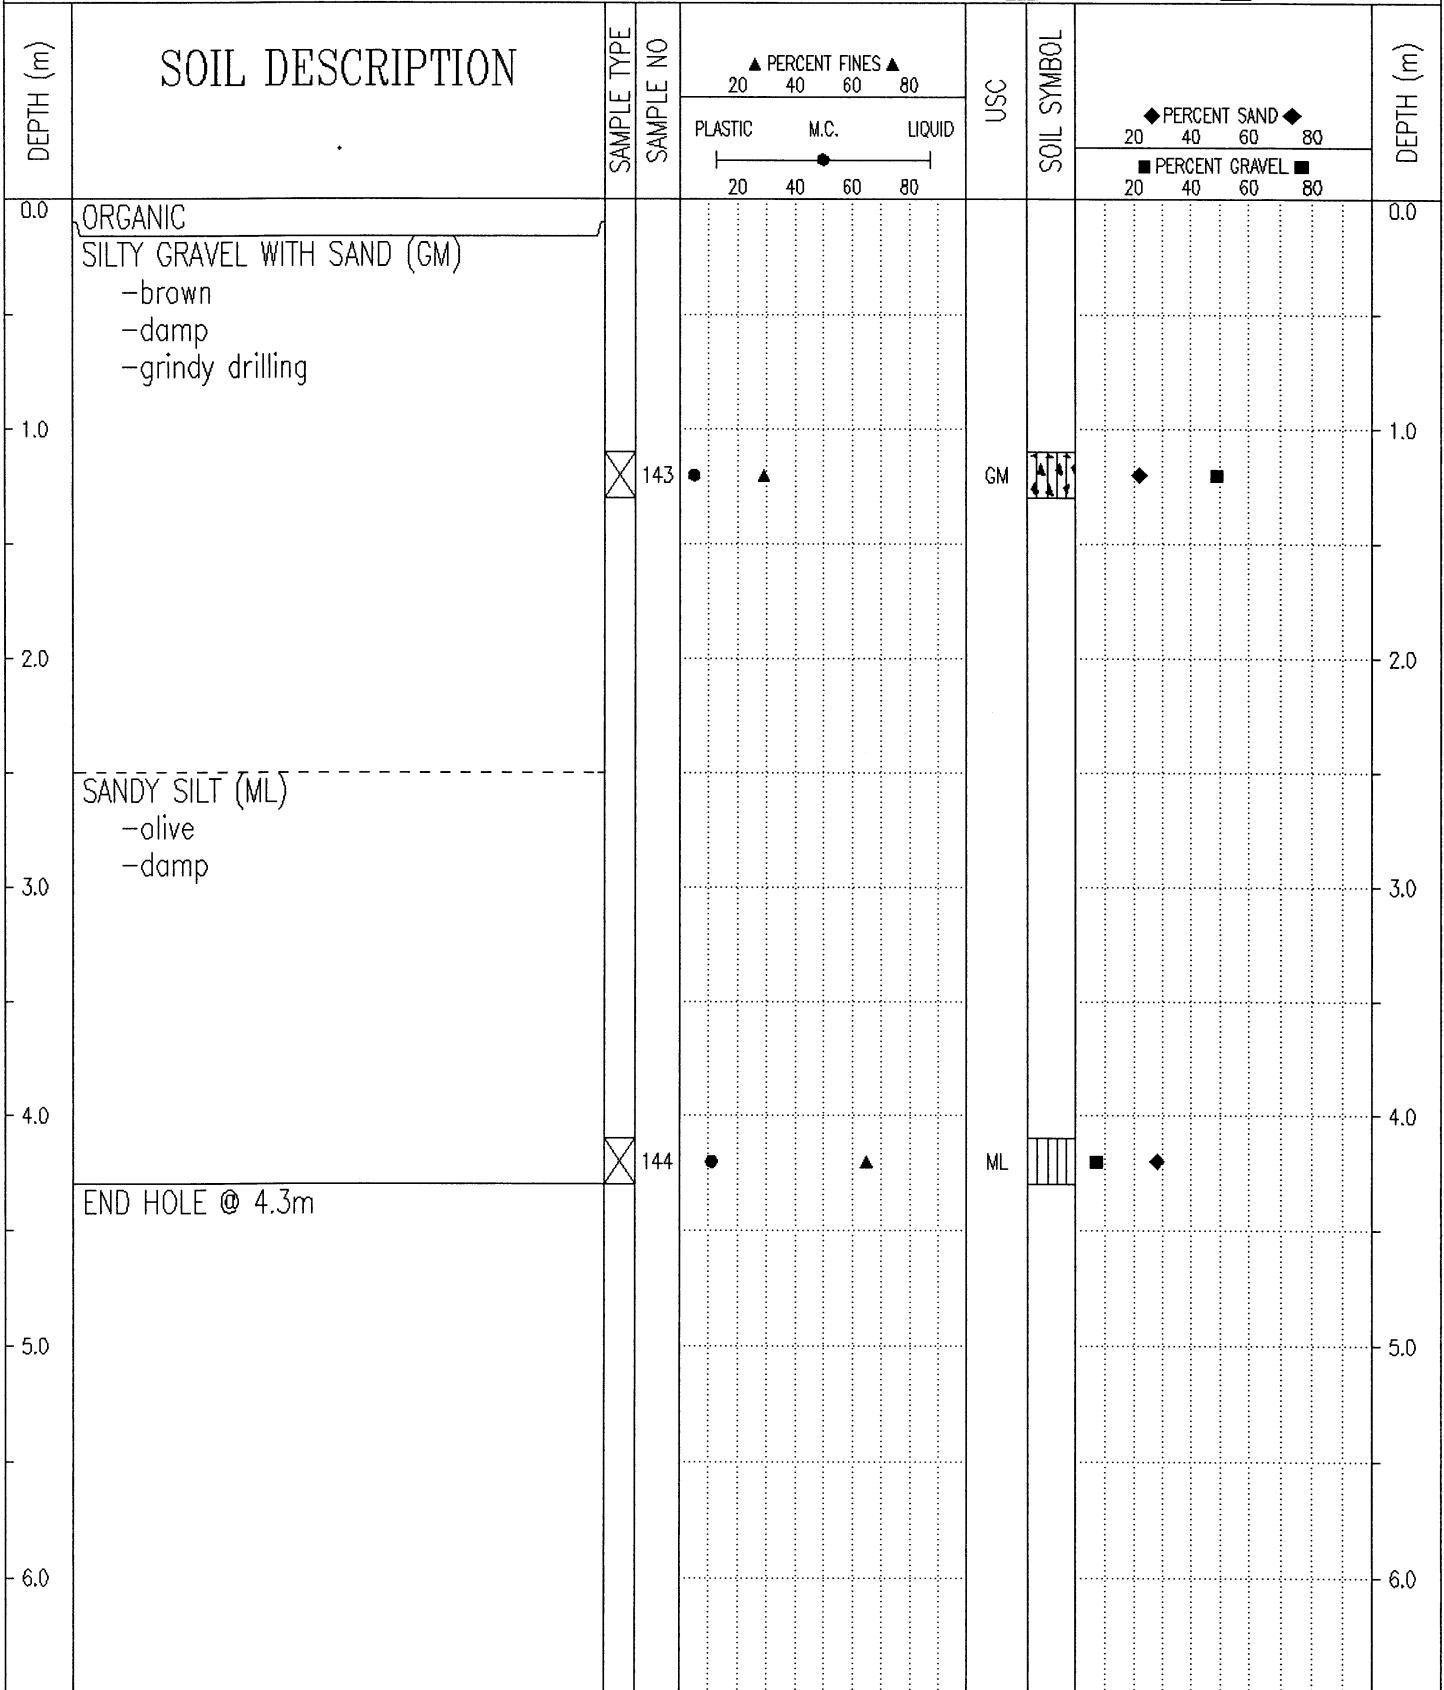 DEPTH (m)
SOIL DESCRIPTION
SAMPLE TYPE
SAMPLE NO
▲ PERCENT FINES ▲
20 40 60 80
PLASTIC M.C. LIQUID
20 40 60 80
USC
SOIL SYMBOL
◆ PERCENT SAND ◆
20 40 60 80
■ PERCENT GRAVEL ■
20 40 60 80
DEPTH (m)
0.0 ORGANIC 0.0
SILTY GRAVEL WITH SAND (GM)
-brown
-damp
-grindy drilling
1.0 1.0
143 GM
2.0 2.0
SANDY SILT (ML)
-olive
-damp
3.0 3.0
4.0 4.0
144 ML
END HOLE @ 4.3m
5.0 5.0
6.0 6.0